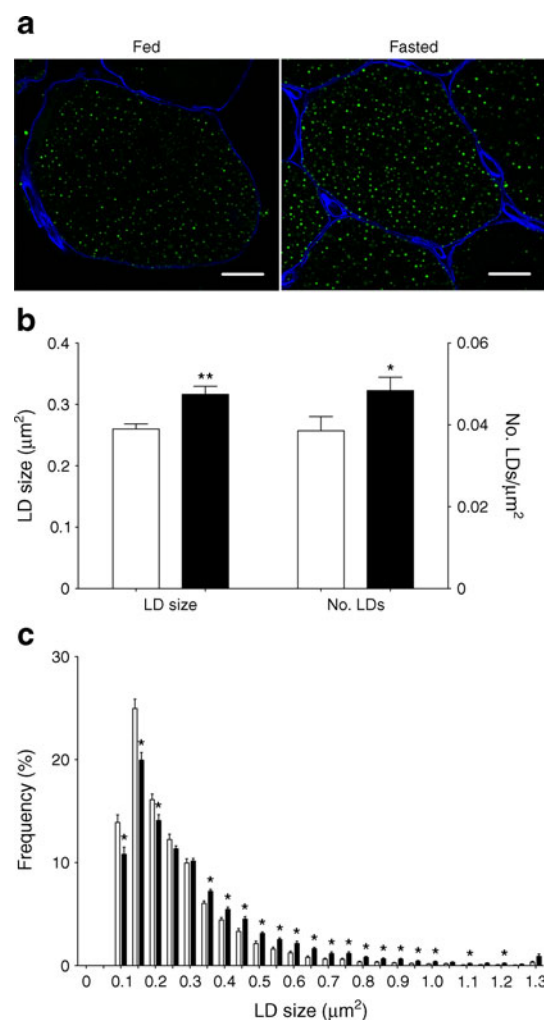 a
Fed Fasted
b
0.4
0.3
0.2
0.1
0
LD size (μm²)
**
*
0.06
0.04
0.02
0
No. LDs/μm²
LD size No. LDs
c
30
20
10
0
Frequency (%)
* * * * * * * * * * * * * * * * * *
0 0.1 0.2 0.3 0.4 0.5 0.6 0.7 0.8 0.9 1.0 1.1 1.2 1.3
LD size (μm²)